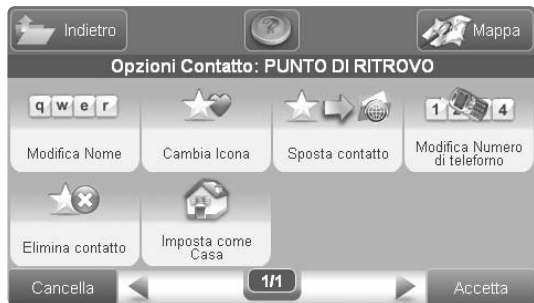 Indietro
?
Mappa
Opzioni Contatto: PUNTO DI RITROVO
q w e r
Modifica Nome
Cambia Icona
Sposta contatto
1 2 4
Modifica Numero
di teleforno
Elimina contatto
Imposta come
Casa
Cancella
1/1
Accetta